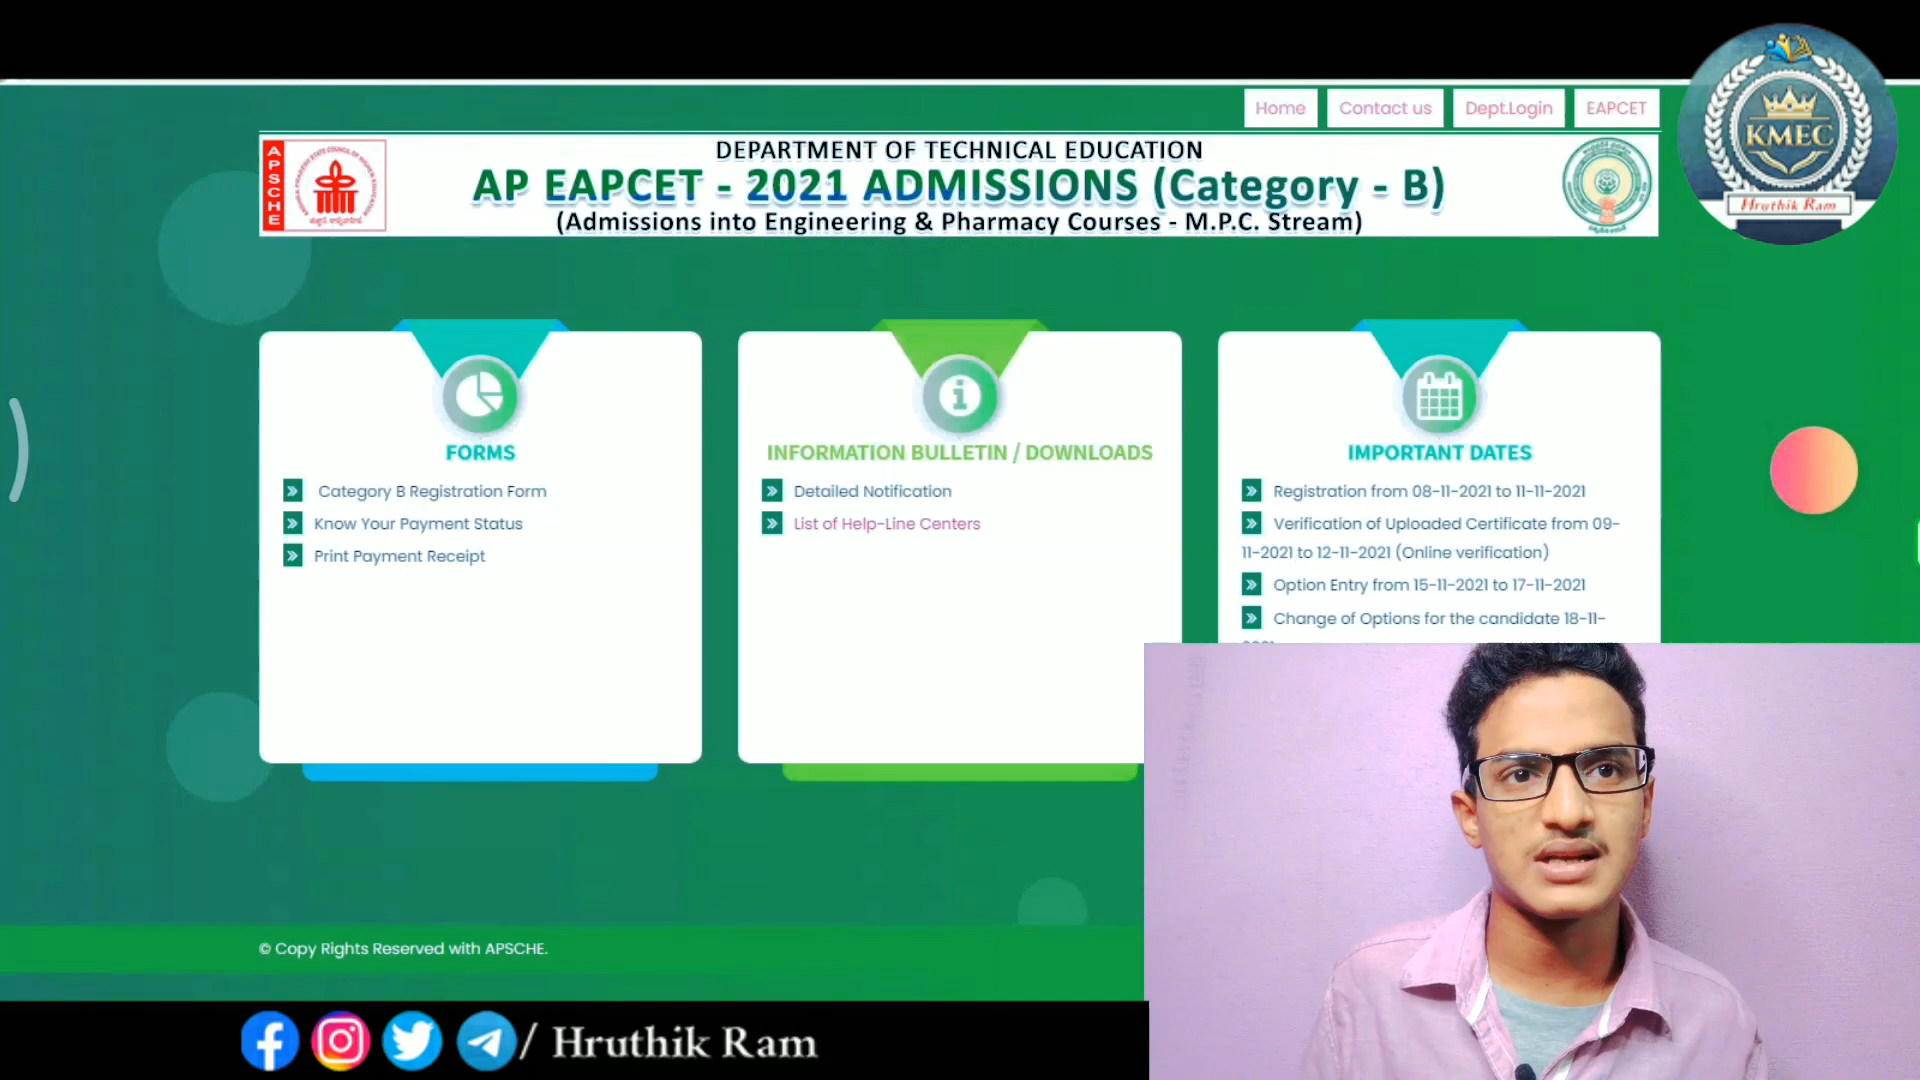 Home
Contact us
Dept.Login
EAPCET
APSCHE
DEPARTMENT OF TECHNICAL EDUCATION
AP EAPCET - 2021 ADMISSIONS (Category - B)
(Admissions into Engineering & Pharmacy Courses - M.P.C. Stream)
KMEC
Hruthik Ram
FORMS
Category B Registration Form
Know Your Payment Status
Print Payment Receipt
INFORMATION BULLETIN / DOWNLOADS
Detailed Notification
List of Help-Line Centers
IMPORTANT DATES
Registration from 08-11-2021 to 11-11-2021
Verification of Uploaded Certificate from 09-
11-2021 to 12-11-2021 (Online verification)
Option Entry from 15-11-2021 to 17-11-2021
Change of Options for the candidate 18-11-
© Copy Rights Reserved with APSCHE.
/ Hruthik Ram